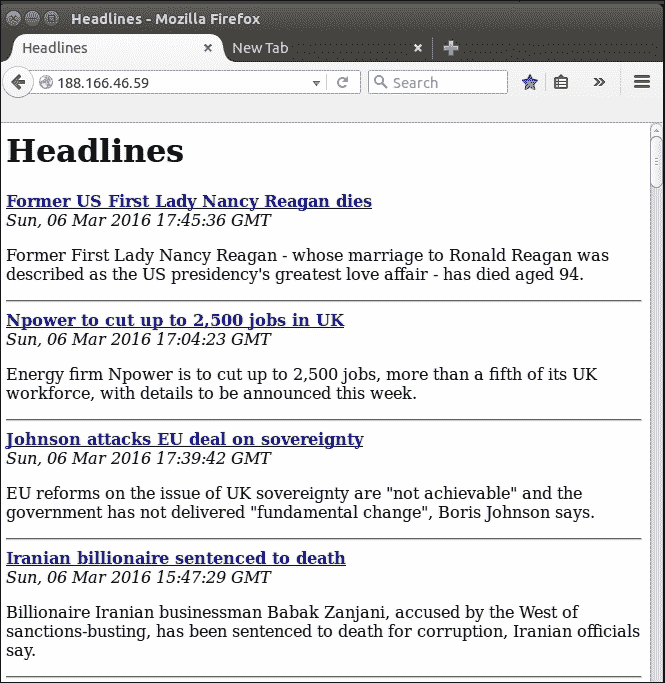 Headlines - Mozilla Firefox
Headlines
New Tab
188.166.46.59
Search
Headlines
Former US First Lady Nancy Reagan dies
Sun, 06 Mar 2016 17:45:36 GMT
Former First Lady Nancy Reagan - whose marriage to Ronald Reagan was
described as the US presidency's greatest love affair - has died aged 94.
Npower to cut up to 2,500 jobs in UK
Sun, 06 Mar 2016 17:04:23 GMT
Energy firm Npower is to cut up to 2,500 jobs, more than a fifth of its UK
workforce, with details to be announced this week.
Johnson attacks EU deal on sovereignty
Sun, 06 Mar 2016 17:39:42 GMT
EU reforms on the issue of UK sovereignty are "not achievable" and the
government has not delivered "fundamental change", Boris Johnson says.
Iranian billionaire sentenced to death
Sun, 06 Mar 2016 15:47:29 GMT
Billionaire Iranian businessman Babak Zanjani, accused by the West of
sanctions-busting, has been sentenced to death for corruption, Iranian officials
say.